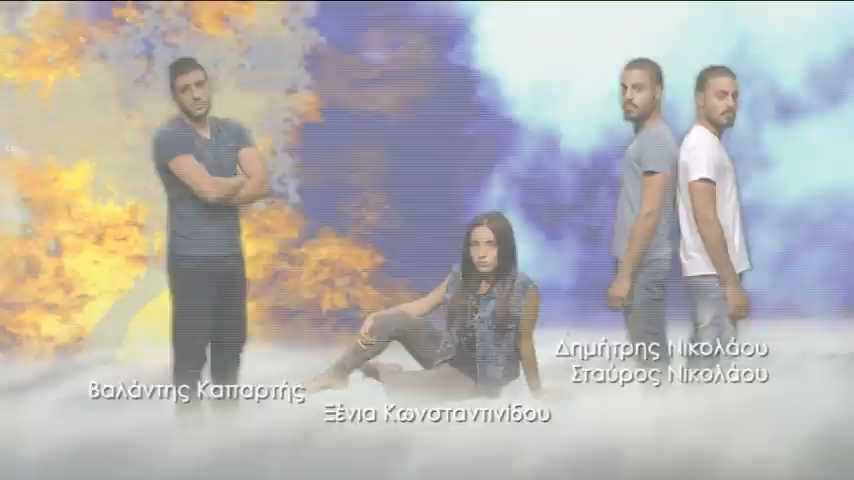 Δημήτρης Νικολάου
Σταύρος Νικολάου
Βαλάντης Καπαρτής
Ξένια Κωνσταντινίδου